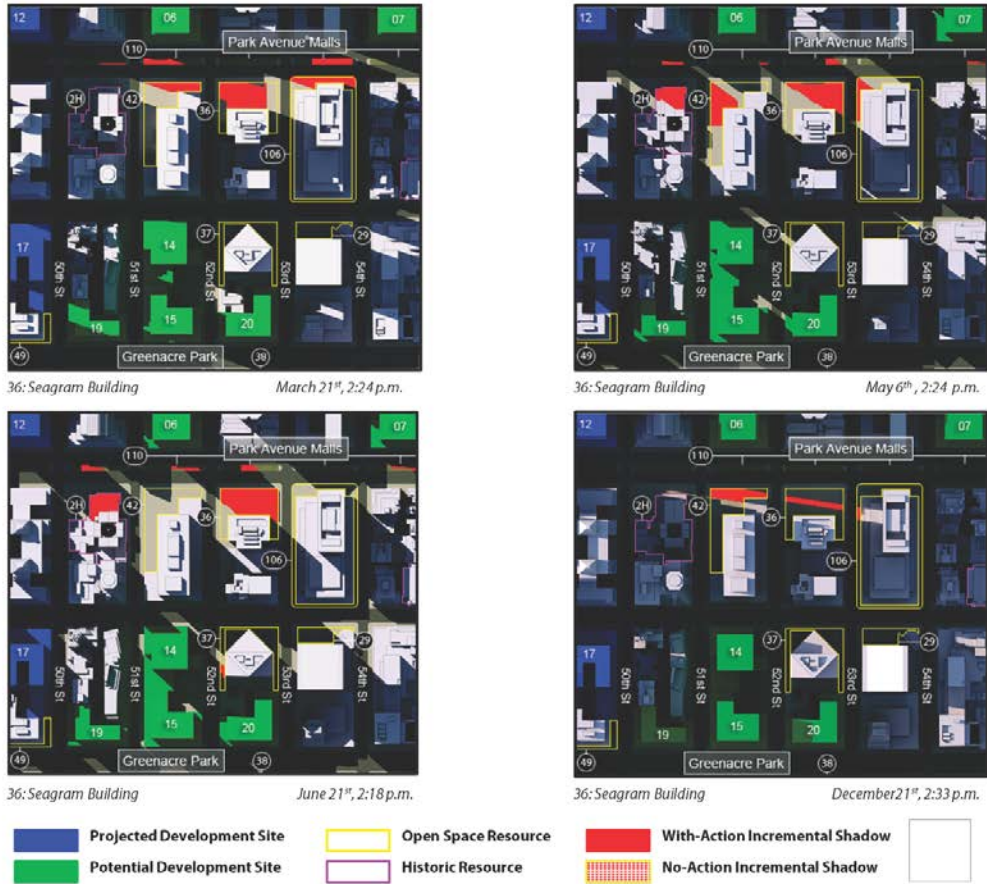 12
06
07
110
Park Avenue Malls
2H
42
36
106
17
14
37
29
50th St
51st St
52nd St
53rd St
54th St
19
15
20
49
Greenacre Park
38
36: Seagram Building
March 21st, 2:24 p.m.
12
06
07
110
Park Avenue Malls
2H
42
36
106
17
14
37
29
50th St
51st St
52nd St
53rd St
54th St
19
15
20
49
Greenacre Park
38
36: Seagram Building
May 6th, 2:24 p.m.
12
06
07
110
Park Avenue Malls
2H
42
36
106
17
14
37
29
50th St
51st St
52nd St
53rd St
54th St
19
15
20
49
Greenacre Park
38
36: Seagram Building
June 21st, 2:18 p.m.
12
06
07
110
Park Avenue Malls
2H
42
36
106
17
14
37
29
50th St
51st St
52nd St
53rd St
54th St
19
15
20
49
Greenacre Park
38
36: Seagram Building
December 21st, 2:33 p.m.
Projected Development Site
Open Space Resource
With-Action Incremental Shadow
Potential Development Site
Historic Resource
No-Action Incremental Shadow